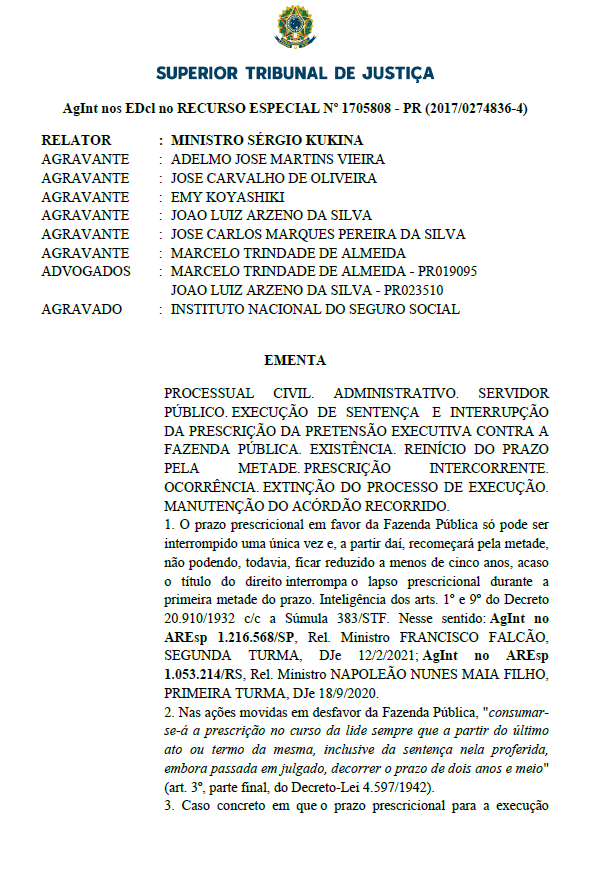 SUPERIOR TRIBUNAL DE JUSTIÇA
AgInt nos EDcl no RECURSO ESPECIAL Nº 1705808 - PR (2017/0274836-4)
RELATOR : MINISTRO SÉRGIO KUKINA
AGRAVANTE : ADELMO JOSE MARTINS VIEIRA
AGRAVANTE : JOSE CARVALHO DE OLIVEIRA
AGRAVANTE : EMY KOYASHIKI
AGRAVANTE : JOAO LUIZ ARZENO DA SILVA
AGRAVANTE : JOSE CARLOS MARQUES PEREIRA DA SILVA
AGRAVANTE : MARCELO TRINDADE DE ALMEIDA
ADVOGADOS : MARCELO TRINDADE DE ALMEIDA - PR019095
JOAO LUIZ ARZENO DA SILVA - PR023510
AGRAVADO : INSTITUTO NACIONAL DO SEGURO SOCIAL
EMENTA
PROCESSUAL CIVIL. ADMINISTRATIVO. SERVIDOR
PÚBLICO. EXECUÇÃO DE SENTENÇA E INTERRUPÇÃO
DA PRESCRIÇÃO DA PRETENSÃO EXECUTIVA CONTRA A
FAZENDA PÚBLICA. EXISTÊNCIA. REINÍCIO DO PRAZO
PELA METADE. PRESCRIÇÃO INTERCORRENTE.
OCORRÊNCIA. EXTINÇÃO DO PROCESSO DE EXECUÇÃO.
MANUTENÇÃO DO ACÓRDÃO RECORRIDO.
1. O prazo prescricional em favor da Fazenda Pública só pode ser
interrompido uma única vez e, a partir daí, recomeçará pela metade,
não podendo, todavia, ficar reduzido a menos de cinco anos, acaso
o título do direito interrompa o lapso prescricional durante a
primeira metade do prazo. Inteligência dos arts. 1º e 9º do Decreto
20.910/1932 c/c a Súmula 383/STF. Nesse sentido: AgInt no
AREsp 1.216.568/SP, Rel. Ministro FRANCISCO FALCÃO,
SEGUNDA TURMA, DJe 12/2/2021; AgInt no AREsp
1.053.214/RS, Rel. Ministro NAPOLEÃO NUNES MAIA FILHO,
PRIMEIRA TURMA, DJe 18/9/2020.
2. Nas ações movidas em desfavor da Fazenda Pública, "consumar-
se-á a prescrição no curso da lide sempre que a partir do último
ato ou termo da mesma, inclusive da sentença nela proferida,
embora passada em julgado, decorrer o prazo de dois anos e meio"
(art. 3º, parte final, do Decreto-Lei 4.597/1942).
3. Caso concreto em que o prazo prescricional para a execução